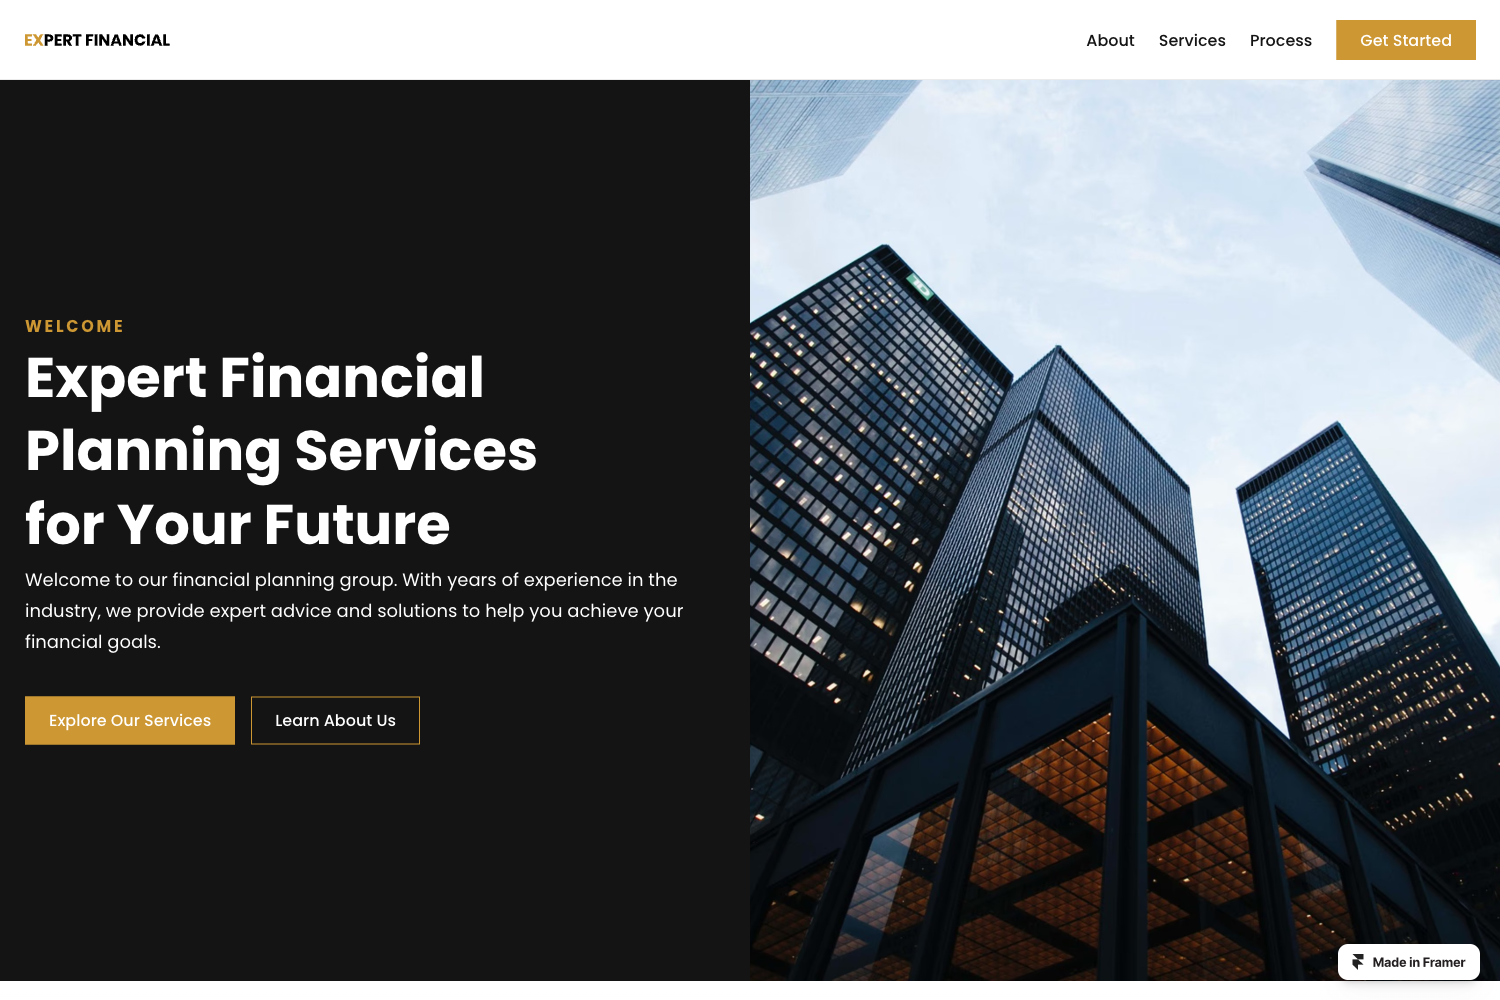 EXPERT FINANCIAL
About Services Process Get Started
WELCOME
Expert Financial
Planning Services
for Your Future
Welcome to our financial planning group. With years of experience in the
industry, we provide expert advice and solutions to help you achieve your
financial goals.
Explore Our Services Learn About Us
TD
Made in Framer